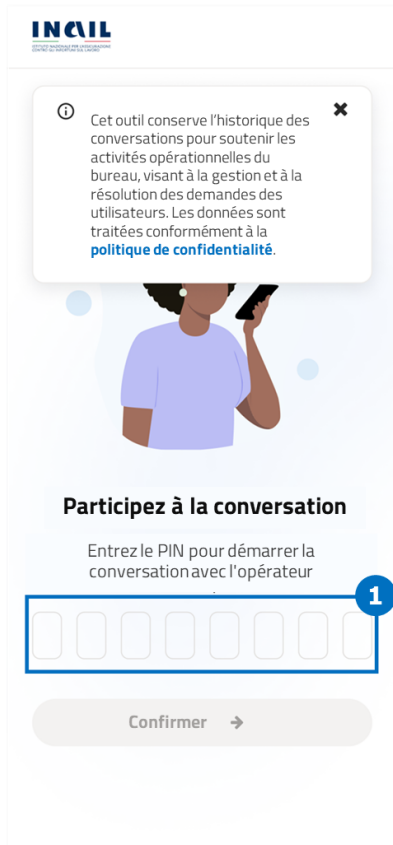 INAIL
ISTITUTO NAZIONALE PER L'ASSICURAZIONE
CONTRO GLI INFORTUNI SUL LAVORO
Cet outil conserve l'historique des
conversations pour soutenir les
activités opérationnelles du
bureau, visant à la gestion et à la
résolution des demandes des
utilisateurs. Les données sont
traitées conformément à la
politique de confidentialité.
Participez à la conversation
Entrez le PIN pour démarrer la
conversation avec l'opérateur
1
Confirmer